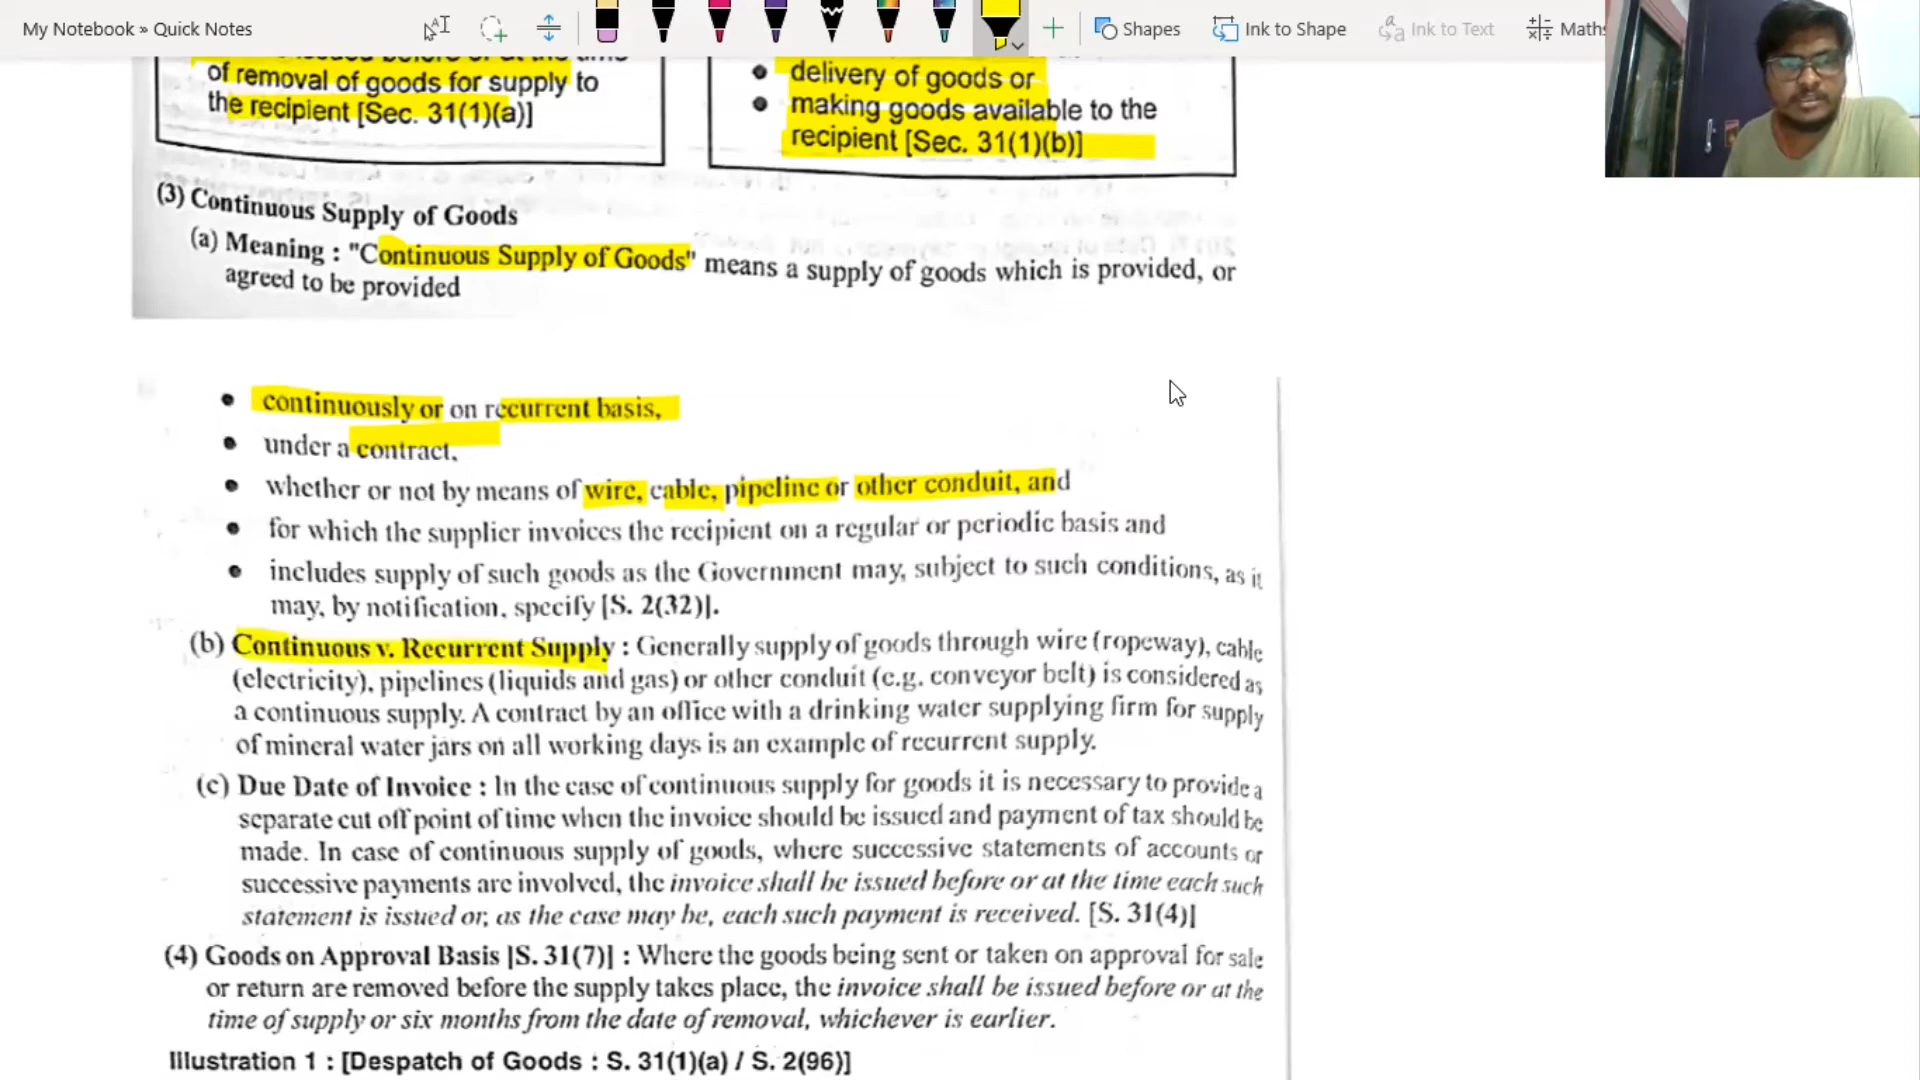 My Notebook » Quick Notes
Shapes
Ink to Shape
Ink to Text
Maths
of removal of goods for supply to
the recipient [Sec. 31(1)(a)]
delivery of goods or
making goods available to the
recipient [Sec. 31(1)(b)]
(3) Continuous Supply of Goods
(a) Meaning : "Continuous Supply of Goods" means a supply of goods which is provided, or
agreed to be provided
continuously or on recurrent basis,
under a contract,
whether or not by means of wire, cable, pipeline or other conduit, and
for which the supplier invoices the recipient on a regular or periodic basis and
includes supply of such goods as the Government may, subject to such conditions, as it
may, by notification, specify [S. 2(32)].
(b) Continuous v. Recurrent Supply : Generally supply of goods through wire (ropeway), cable
(electricity), pipelines (liquids and gas) or other conduit (e.g. conveyor belt) is considered as
a continuous supply. A contract by an office with a drinking water supplying firm for supply
of mineral water jars on all working days is an example of recurrent supply.
(c) Due Date of Invoice : In the case of continuous supply for goods it is necessary to provide a
separate cut off point of time when the invoice should be issued and payment of tax should be
made. In case of continuous supply of goods, where successive statements of accounts or
successive payments are involved, the invoice shall be issued before or at the time each such
statement is issued or, as the case may be, each such payment is received. [S. 31(4)]
(4) Goods on Approval Basis [S. 31(7)] : Where the goods being sent or taken on approval for sale
or return are removed before the supply takes place, the invoice shall be issued before or at the
time of supply or six months from the date of removal, whichever is earlier.
Illustration 1 : [Despatch of Goods : S. 31(1)(a) / S. 2(96)]